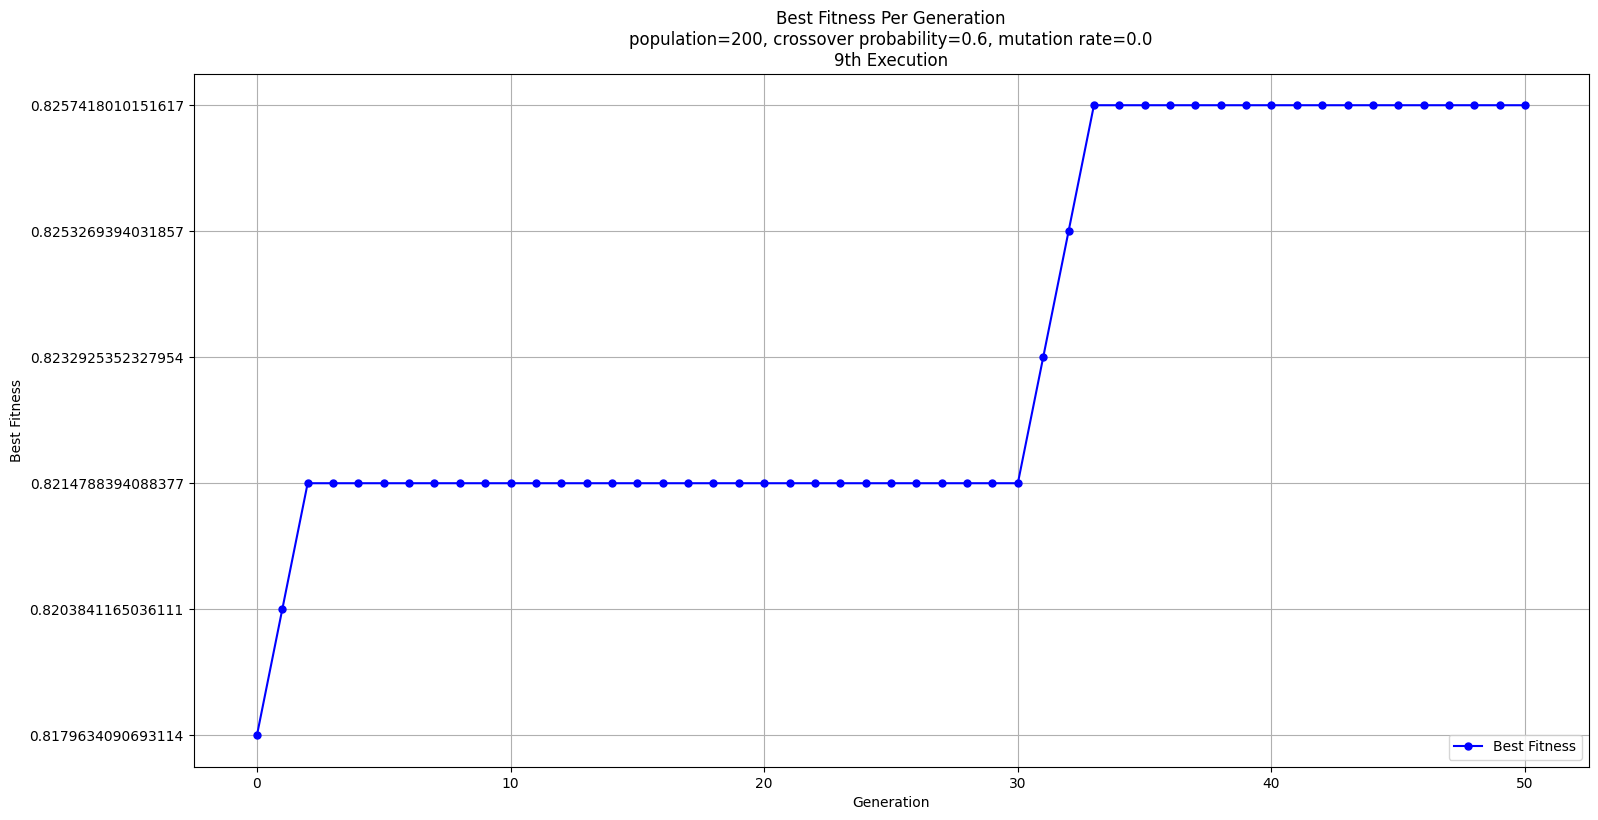 Best Fitness Per Generation
population=200, crossover probability=0.6, mutation rate=0.0
9th Execution
0.8257418010151617
0.8253269394031857
0.8232925352327954
0.8214788394088377
0.8203841165036111
0.8179634090693114
Best Fitness
Best Fitness
0 10 20 30 40 50
Generation